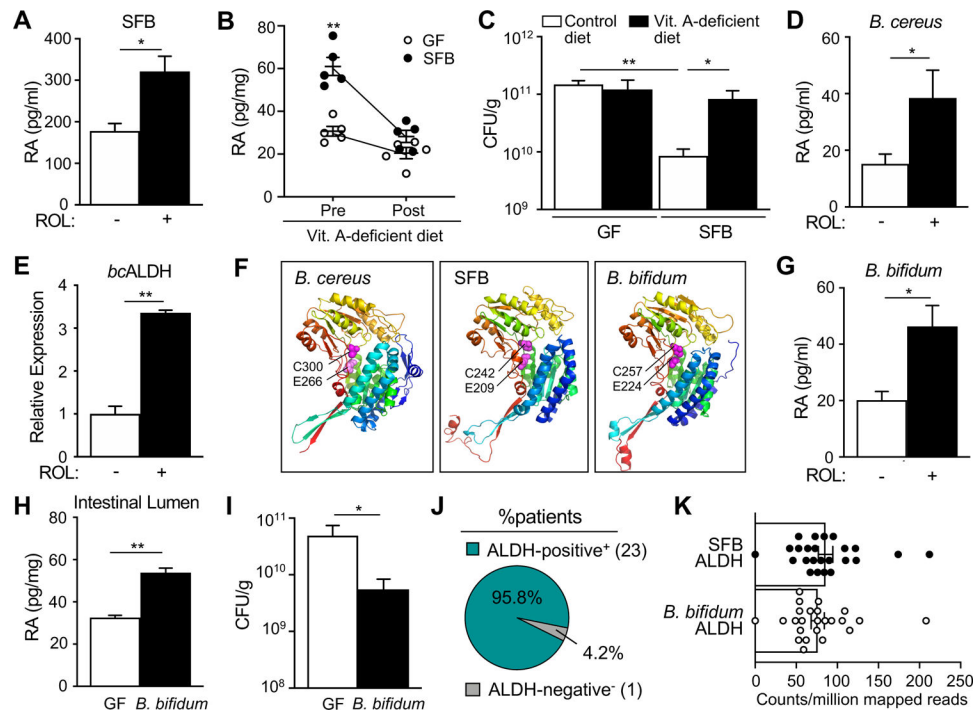 A
SFB
*
RA (pg/ml)
400
300
200
100
0
ROL: - +
B
**
GF
SFB
RA (pg/mg)
80
60
40
20
0
Pre Post
Vit. A-deficient diet
C
Control diet
Vit. A-deficient diet
** *
CFU/g
10¹²
10¹¹
10¹⁰
10⁹
GF SFB
D
B. cereus
*
RA (pg/ml)
60
40
20
0
ROL: - +
E
bcALDH
**
Relative Expression
4
3
2
1
0
ROL: - +
F
B. cereus
C300
E266
SFB
C242
E209
B. bifidum
C257
E224
G
B. bifidum
*
RA (pg/ml)
60
40
20
0
ROL: - +
H
Intestinal Lumen
**
RA (pg/mg)
80
60
40
20
0
GF B. bifidum
I
*
CFU/g
10¹¹
10¹⁰
10⁹
10⁸
GF B. bifidum
J
%patients
ALDH-positive⁺ (23)
95.8%
4.2%
ALDH-negative⁻ (1)
K
SFB
ALDH
B. bifidum
ALDH
0 50 100 150 200 250
Counts/million mapped reads